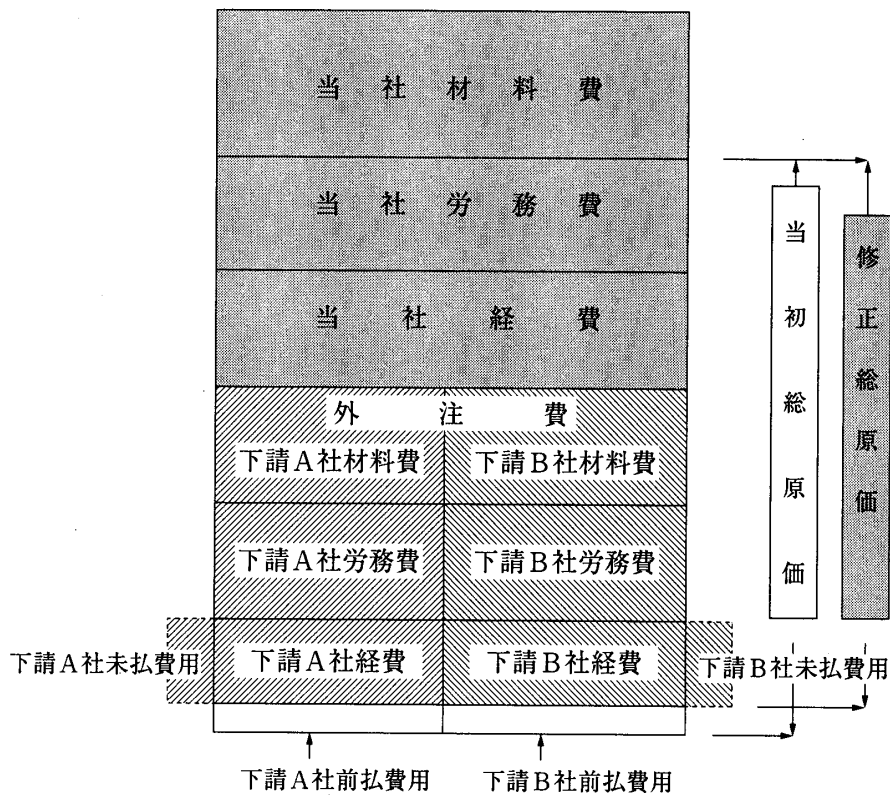 当社材料費
当社労務費
当社経費
外注費
下請A社材料費
下請B社材料費
下請A社労務費
下請B社労務費
下請A社未払費用
下請A社経費
下請B社経費
下請B社未払費用
下請A社前払費用
下請B社前払費用
当初総原価
修正総原価